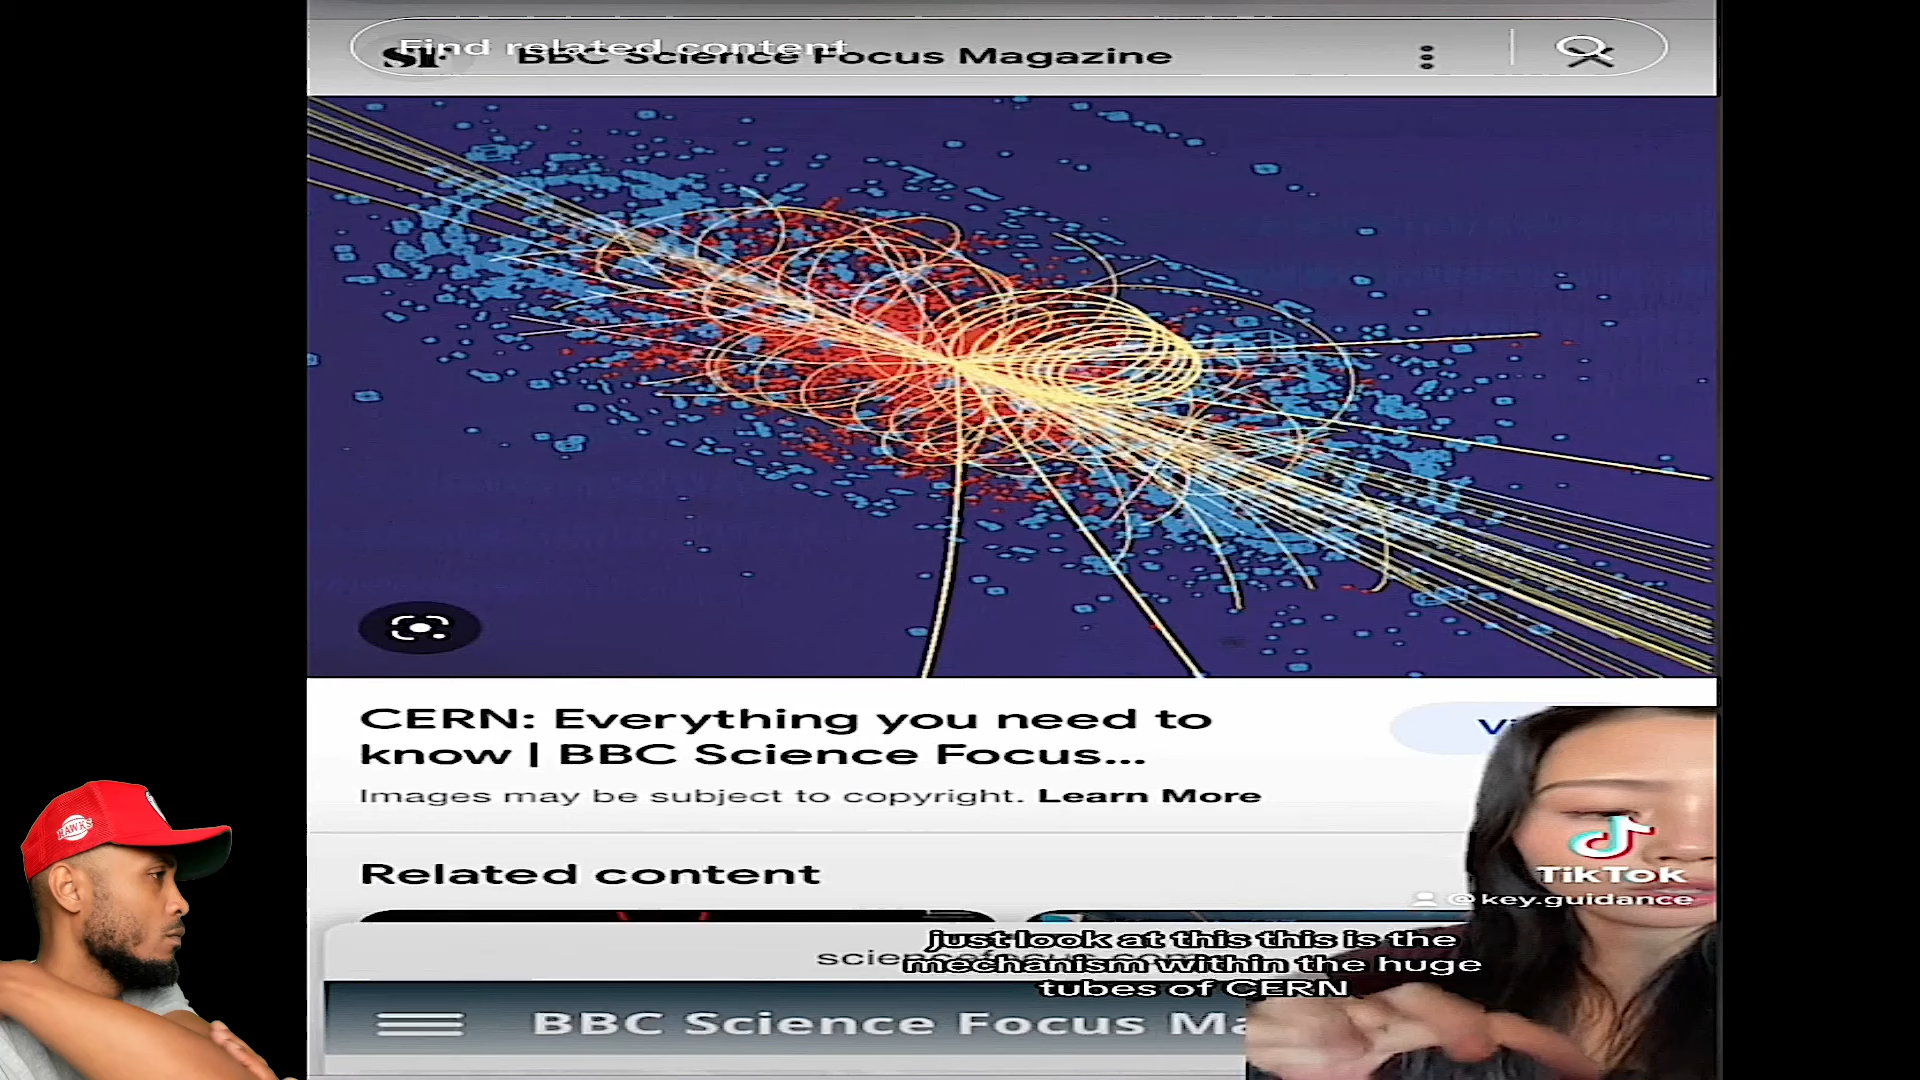 Find related content
SF BBC Science Focus Magazine
CERN: Everything you need to
know | BBC Science Focus...
Images may be subject to copyright. Learn More
Related content
TikTok
@key.guidance
just look at this this is the
mechanism within the huge
tubes of CERN
BBC Science Focus Ma
HAWKS